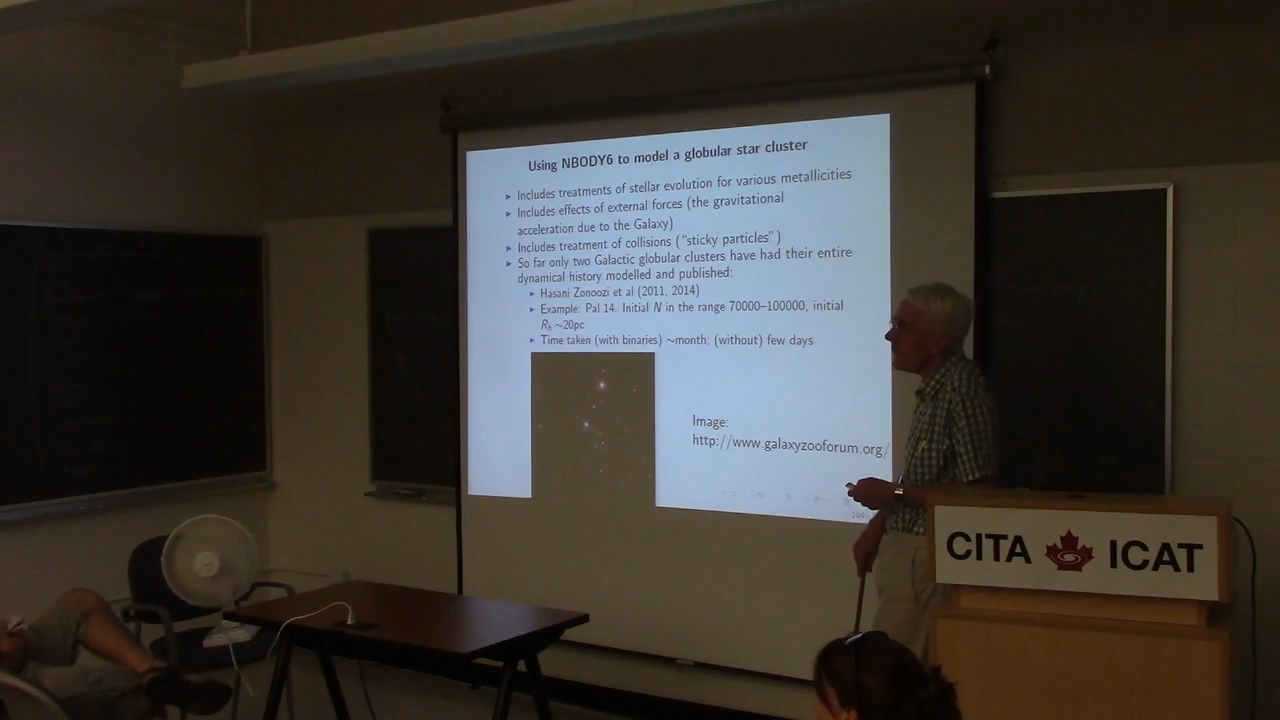 Using NBODY6 to model a globular star cluster
Includes treatments of stellar evolution for various metallicities
Includes effects of external forces (the gravitational
acceleration due to the Galaxy)
Includes treatment of collisions ("sticky particles")
So far only two Galactic globular clusters have had their entire
dynamical history modelled and published:
Hasani Zonoozi et al (2011, 2014)
Example: Pal 14. Initial N in the range 70000–100000, initial
Rₕ ∼20pc
Time taken (with binaries) ∼month; (without) few days
Image:
http://www.galaxyzooforum.org/
CITA ICAT